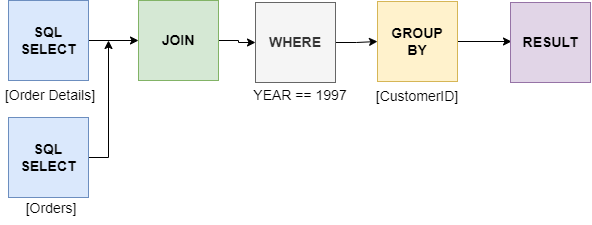 SQL
SELECT
[Order Details]
JOIN
WHERE
YEAR == 1997
GROUP
BY
[CustomerID]
RESULT
SQL
SELECT
[Orders]